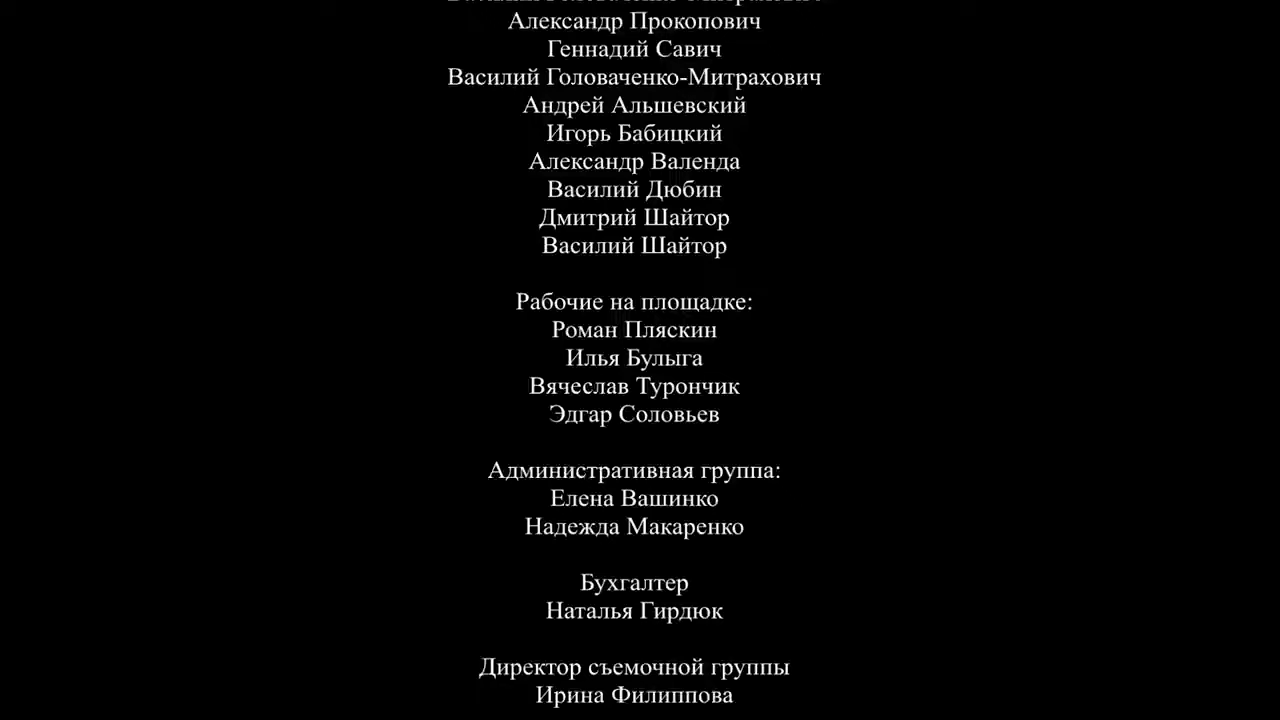 Александр Прокопович
Геннадий Савич
Василий Головаченко-Митрахович
Андрей Альшевский
Игорь Бабицкий
Александр Валенда
Василий Дюбин
Дмитрий Шайтор
Василий Шайтор
Рабочие на площадке:
Роман Пляскин
Илья Булыга
Вячеслав Турончик
Эдгар Соловьев
Административная группа:
Елена Вашинко
Надежда Макаренко
Бухгалтер
Наталья Гирдюк
Директор съемочной группы
Ирина Филиппова